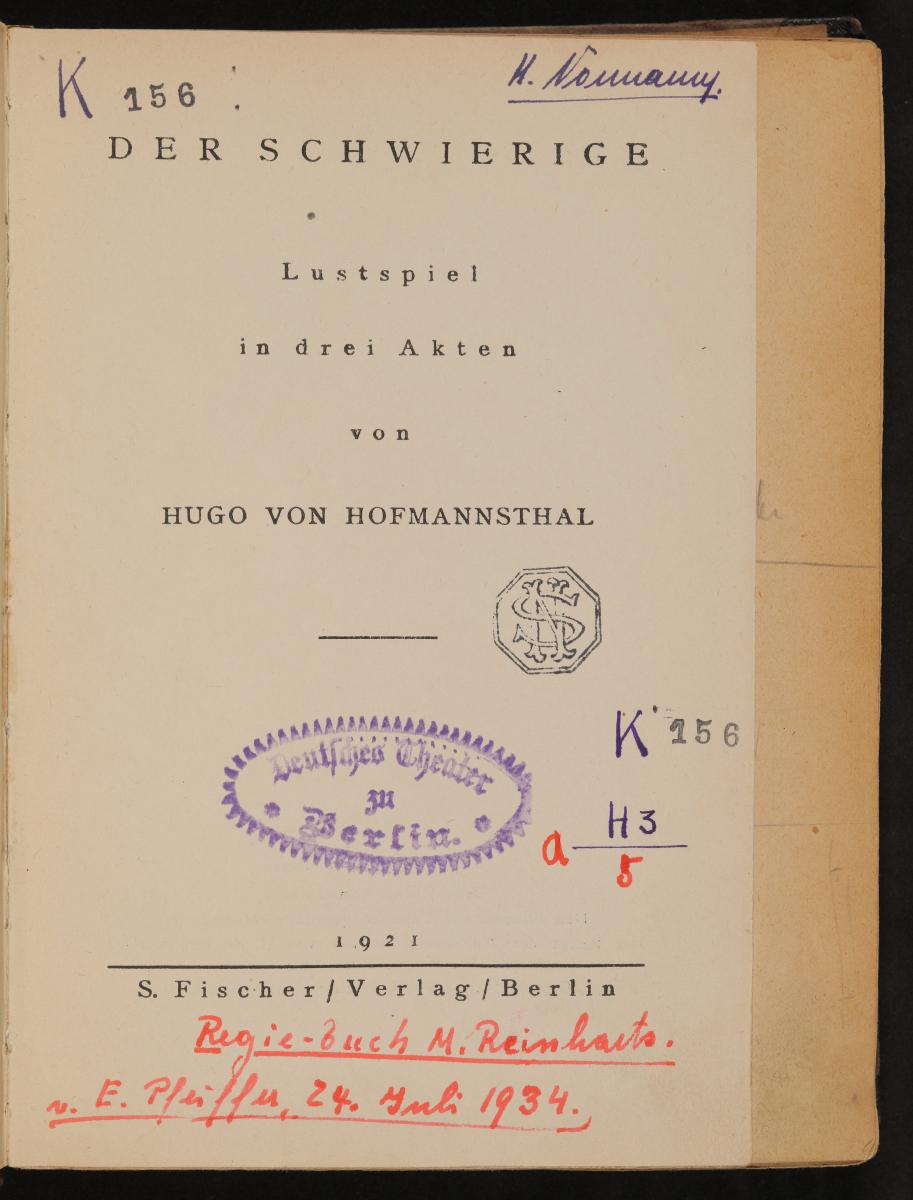 K 156
H.
DER SCHWIERIGE
Lustspiel
in drei Akten
von
HUGO VON HOFMANNSTHAL
Deutsches Theater
zu
Berlin.
K 156
a H3
5
1921
S. Fischer/Verlag/Berlin
Regie-buch M. Reinharts.
v. E. Pfeiffer, 24. Juli 1934.